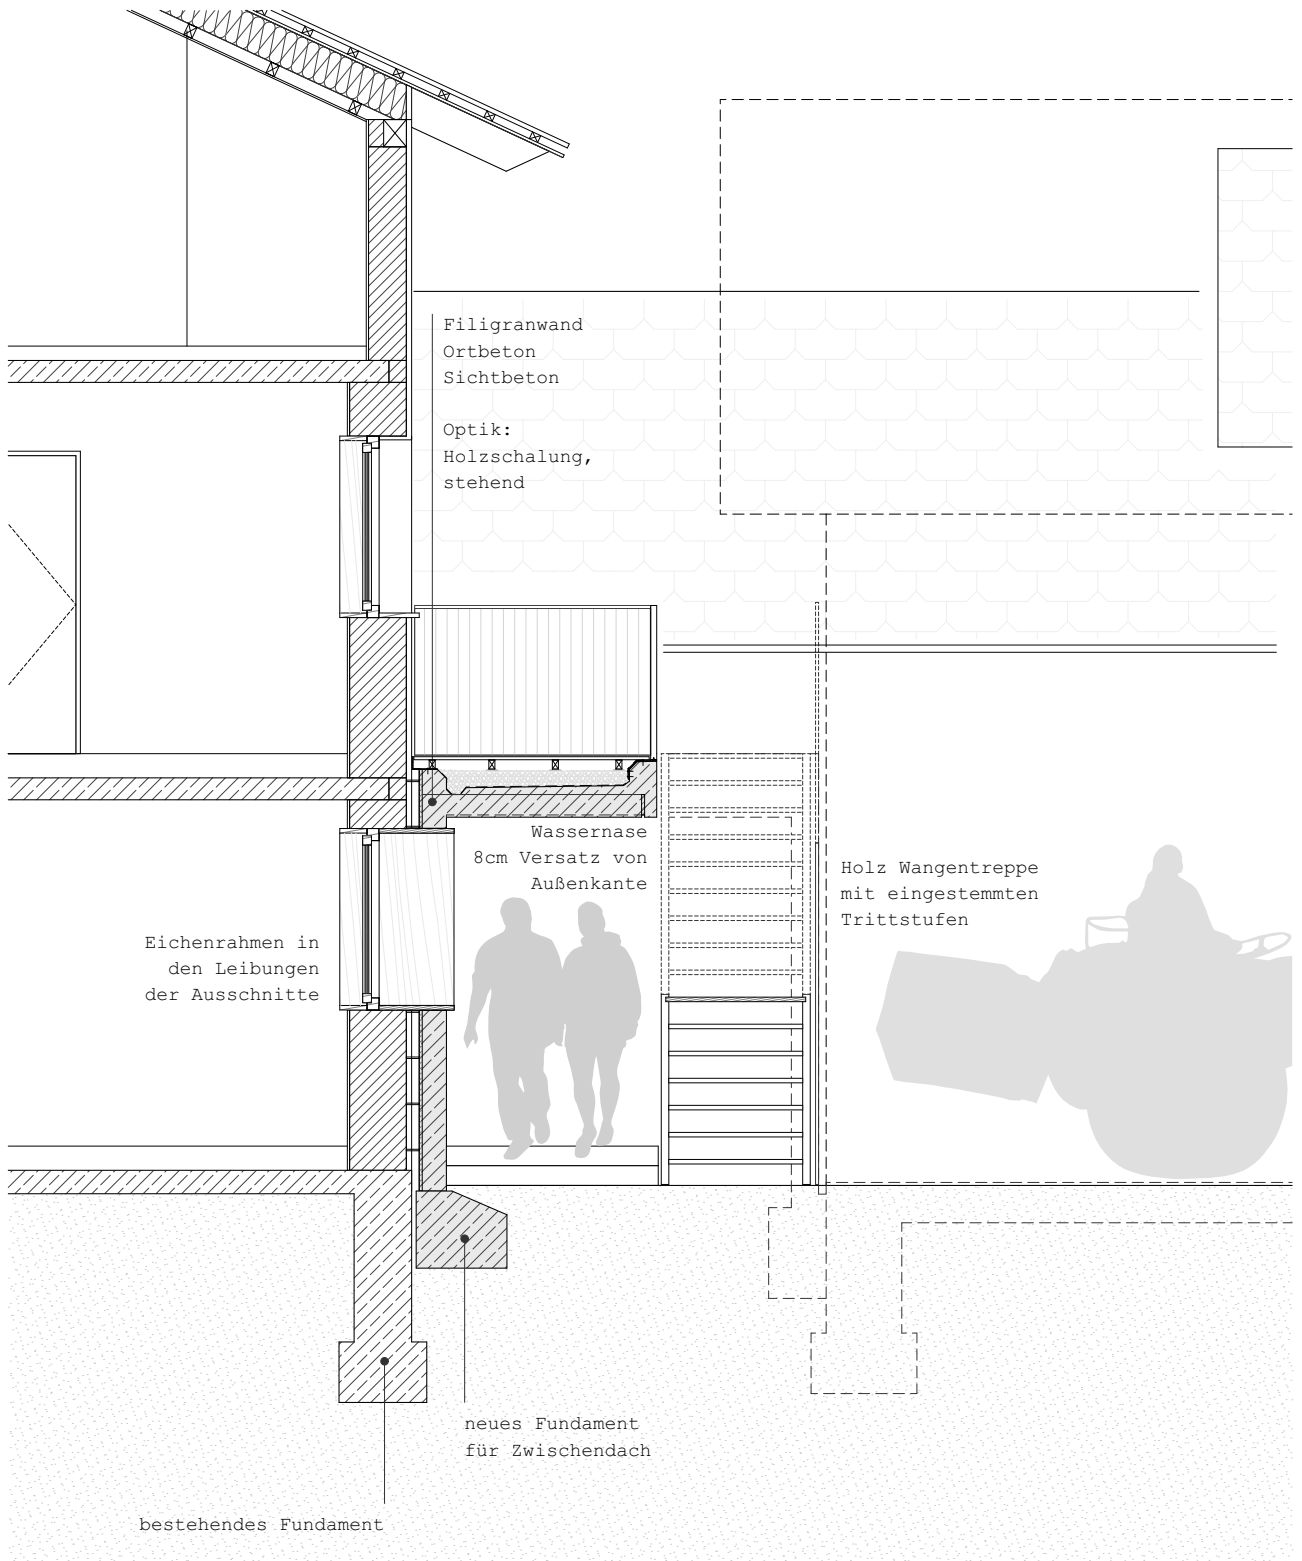 Filigranwand
Ortbeton
Sichtbeton
Optik:
Holzschalung,
stehend
Wassernase
8cm Versatz von
Außenkante
Holz Wangentreppe
mit eingestemmten
Trittstufen
Eichenrahmen in
den Leibungen
der Ausschnitte
neues Fundament
für Zwischendach
bestehendes Fundament